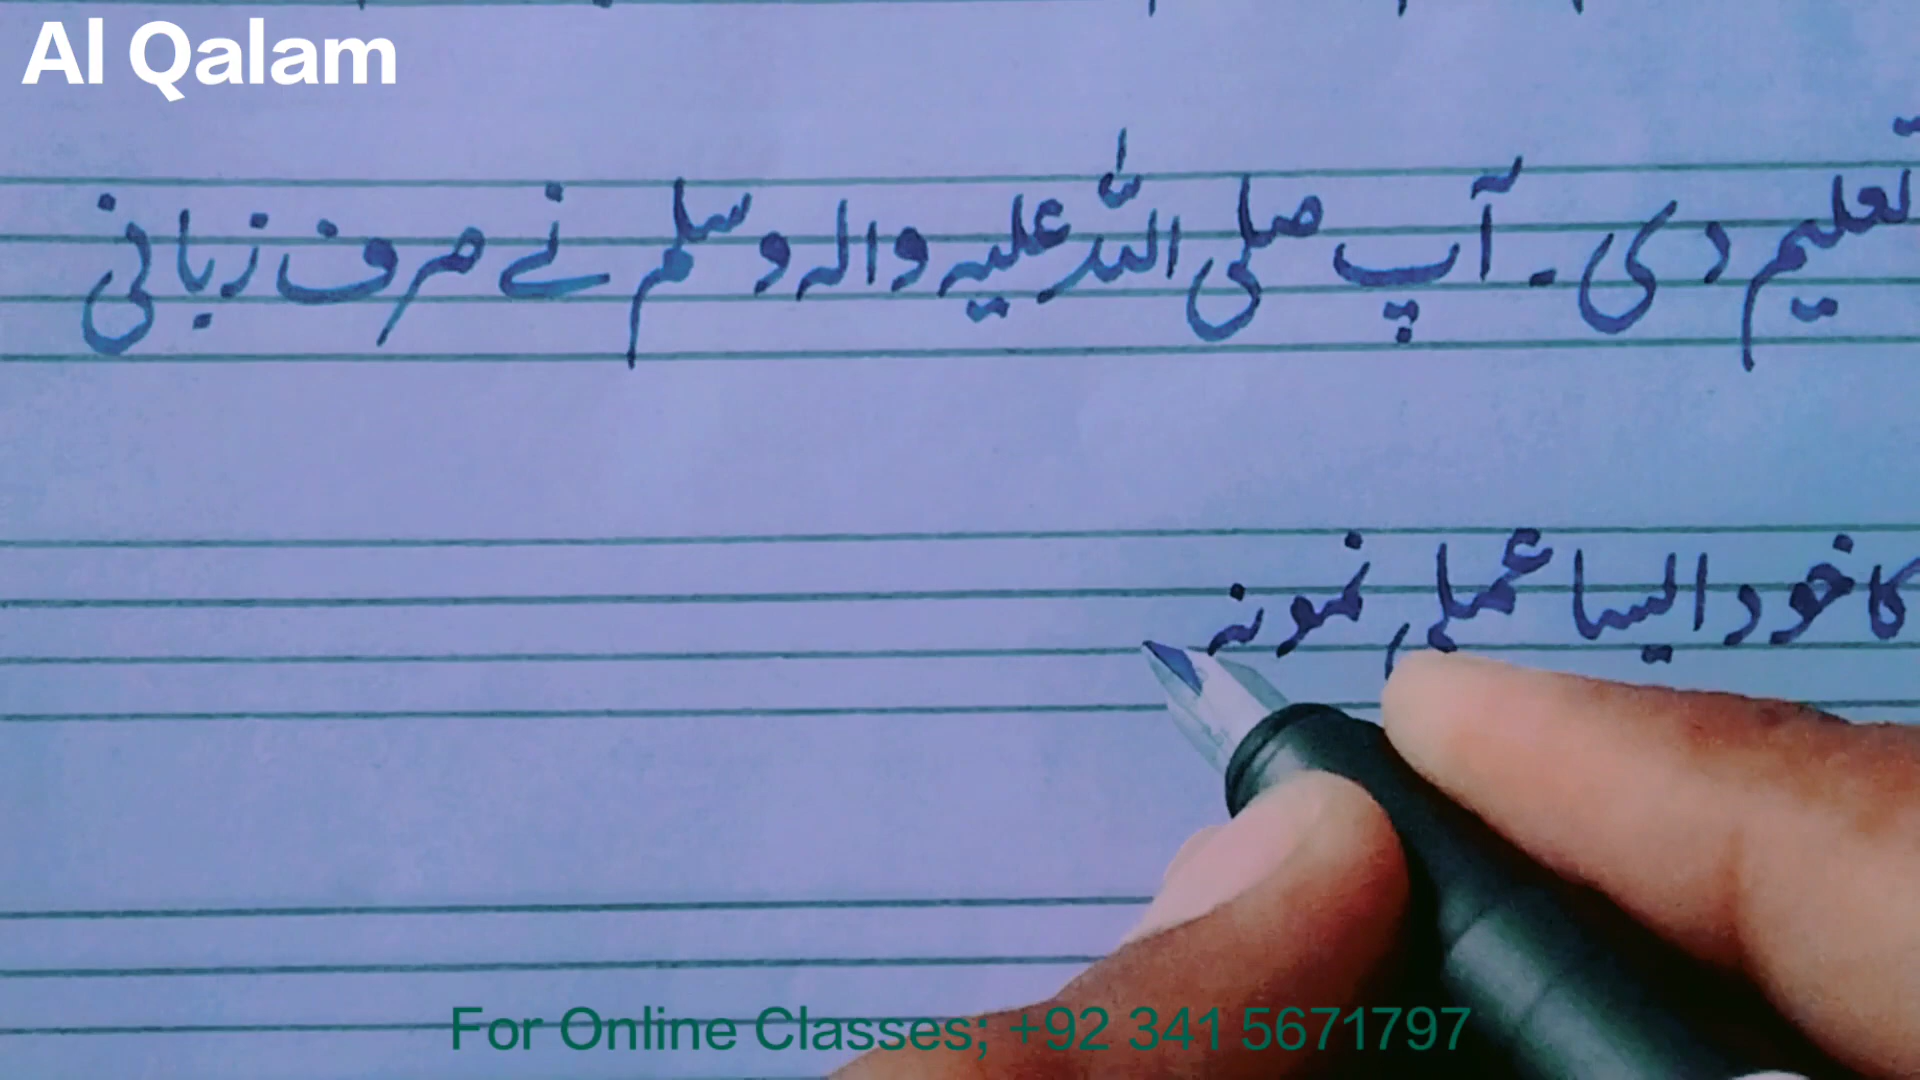 Al Qalam
تعلیم دی ۔ آپ صلی اللہ علیہ والہ وسلم نے صرف زبانی
کا خود ایسا عملی نمونہ
For Online Classes; +92 341 5671797